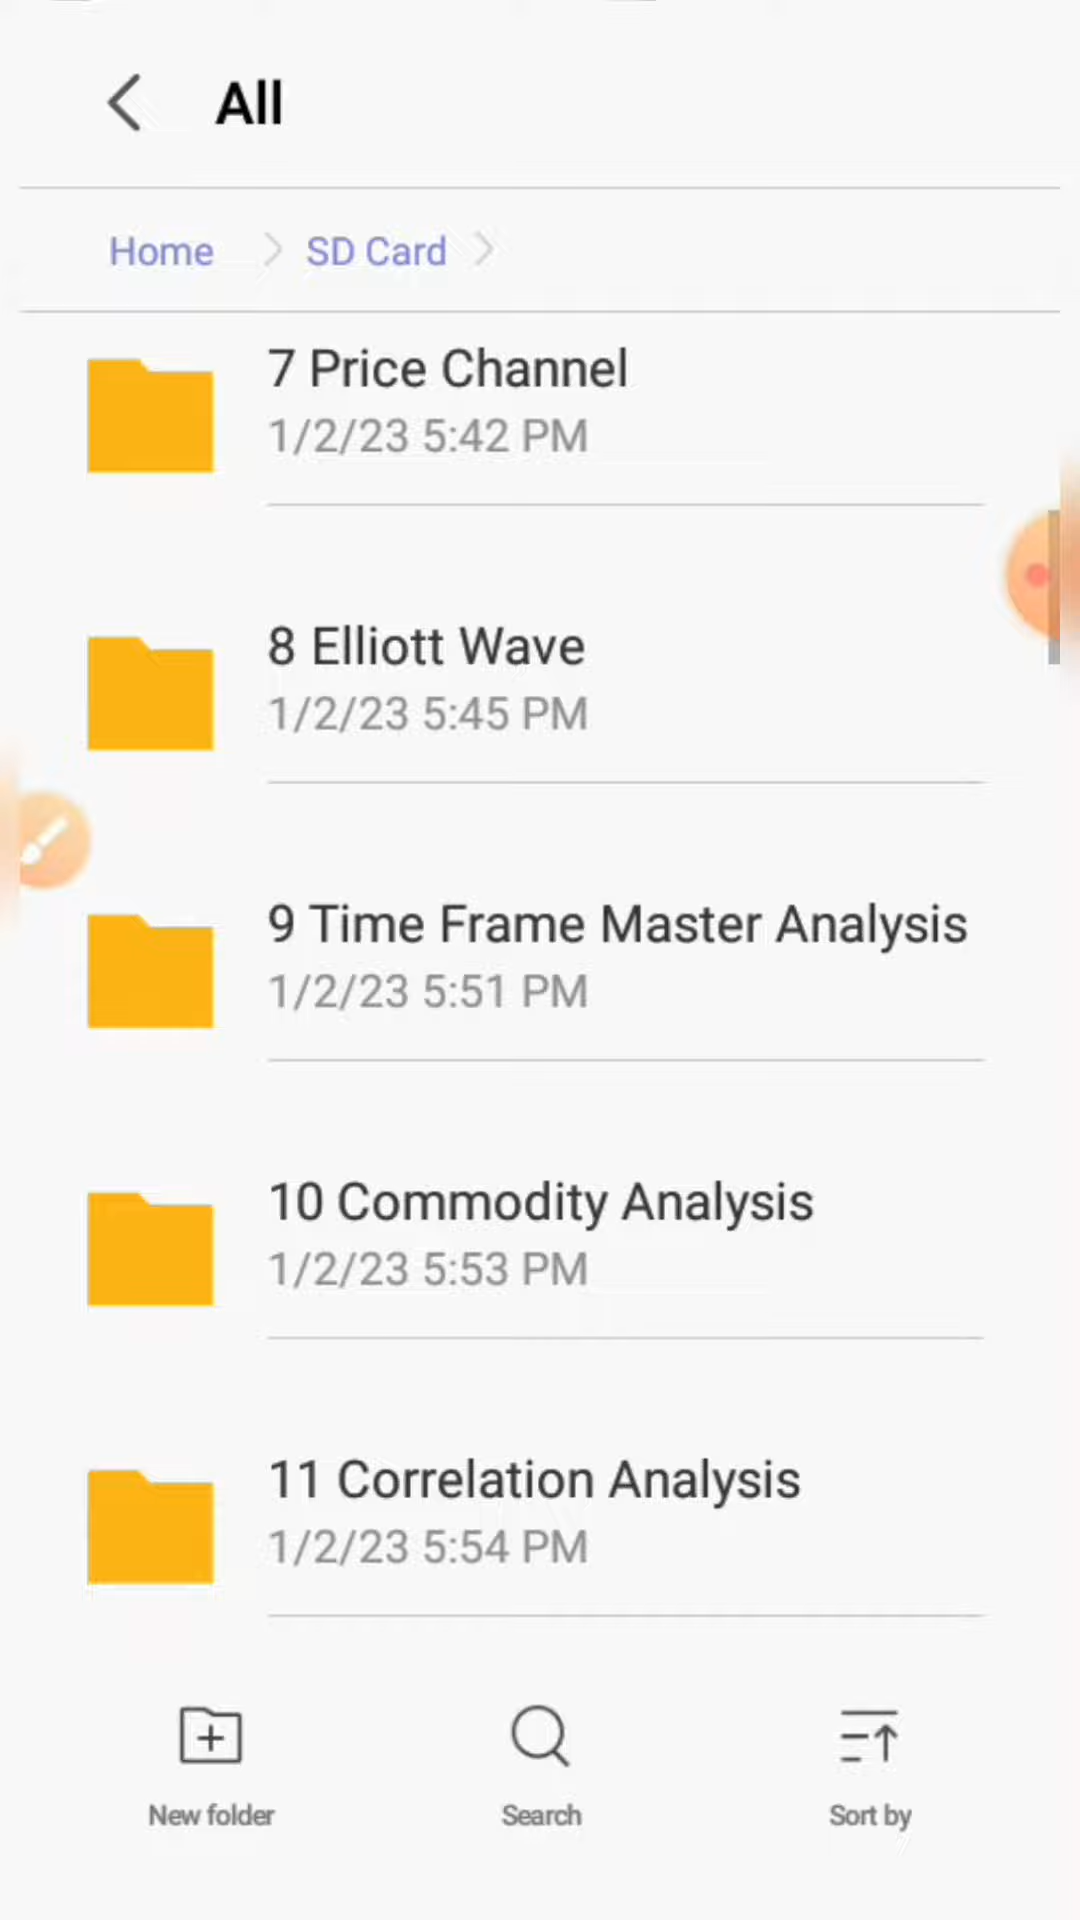 All
Home
SD Card
7 Price Channel
1/2/23 5:42 PM
8 Elliott Wave
1/2/23 5:45 PM
9 Time Frame Master Analysis
1/2/23 5:51 PM
10 Commodity Analysis
1/2/23 5:53 PM
11 Correlation Analysis
1/2/23 5:54 PM
New folder
Search
Sort by